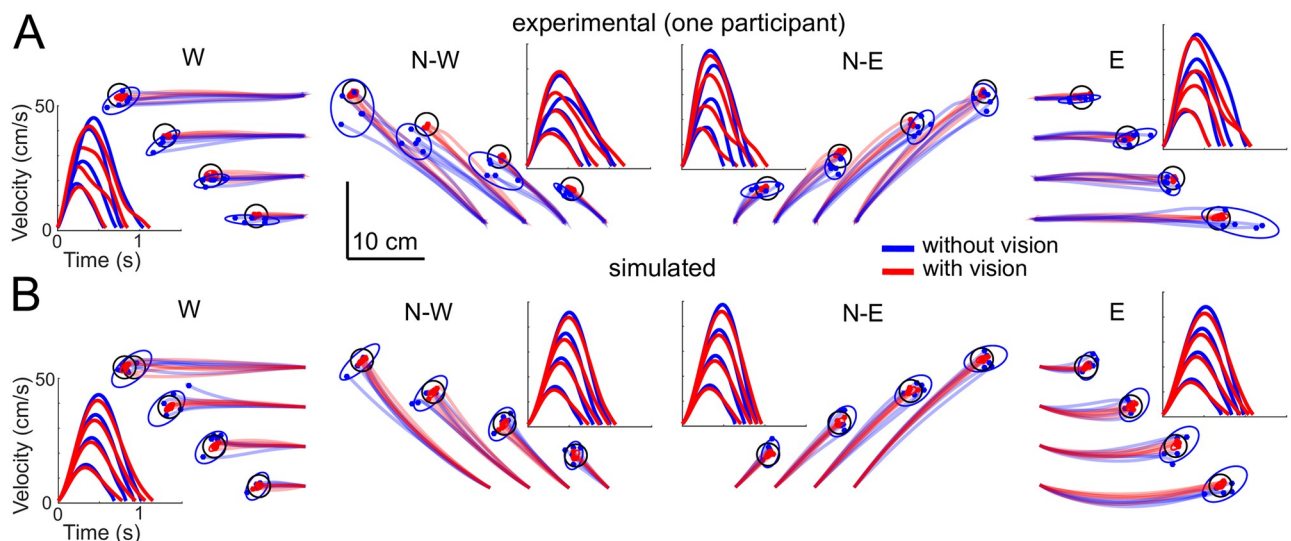 A
experimental (one participant)
W
N-W
N-E
E
50
Velocity (cm/s)
0
0
1
Time (s)
10 cm
without vision
with vision
simulated
B
W
N-W
N-E
E
50
Velocity (cm/s)
0
0
1
Time (s)